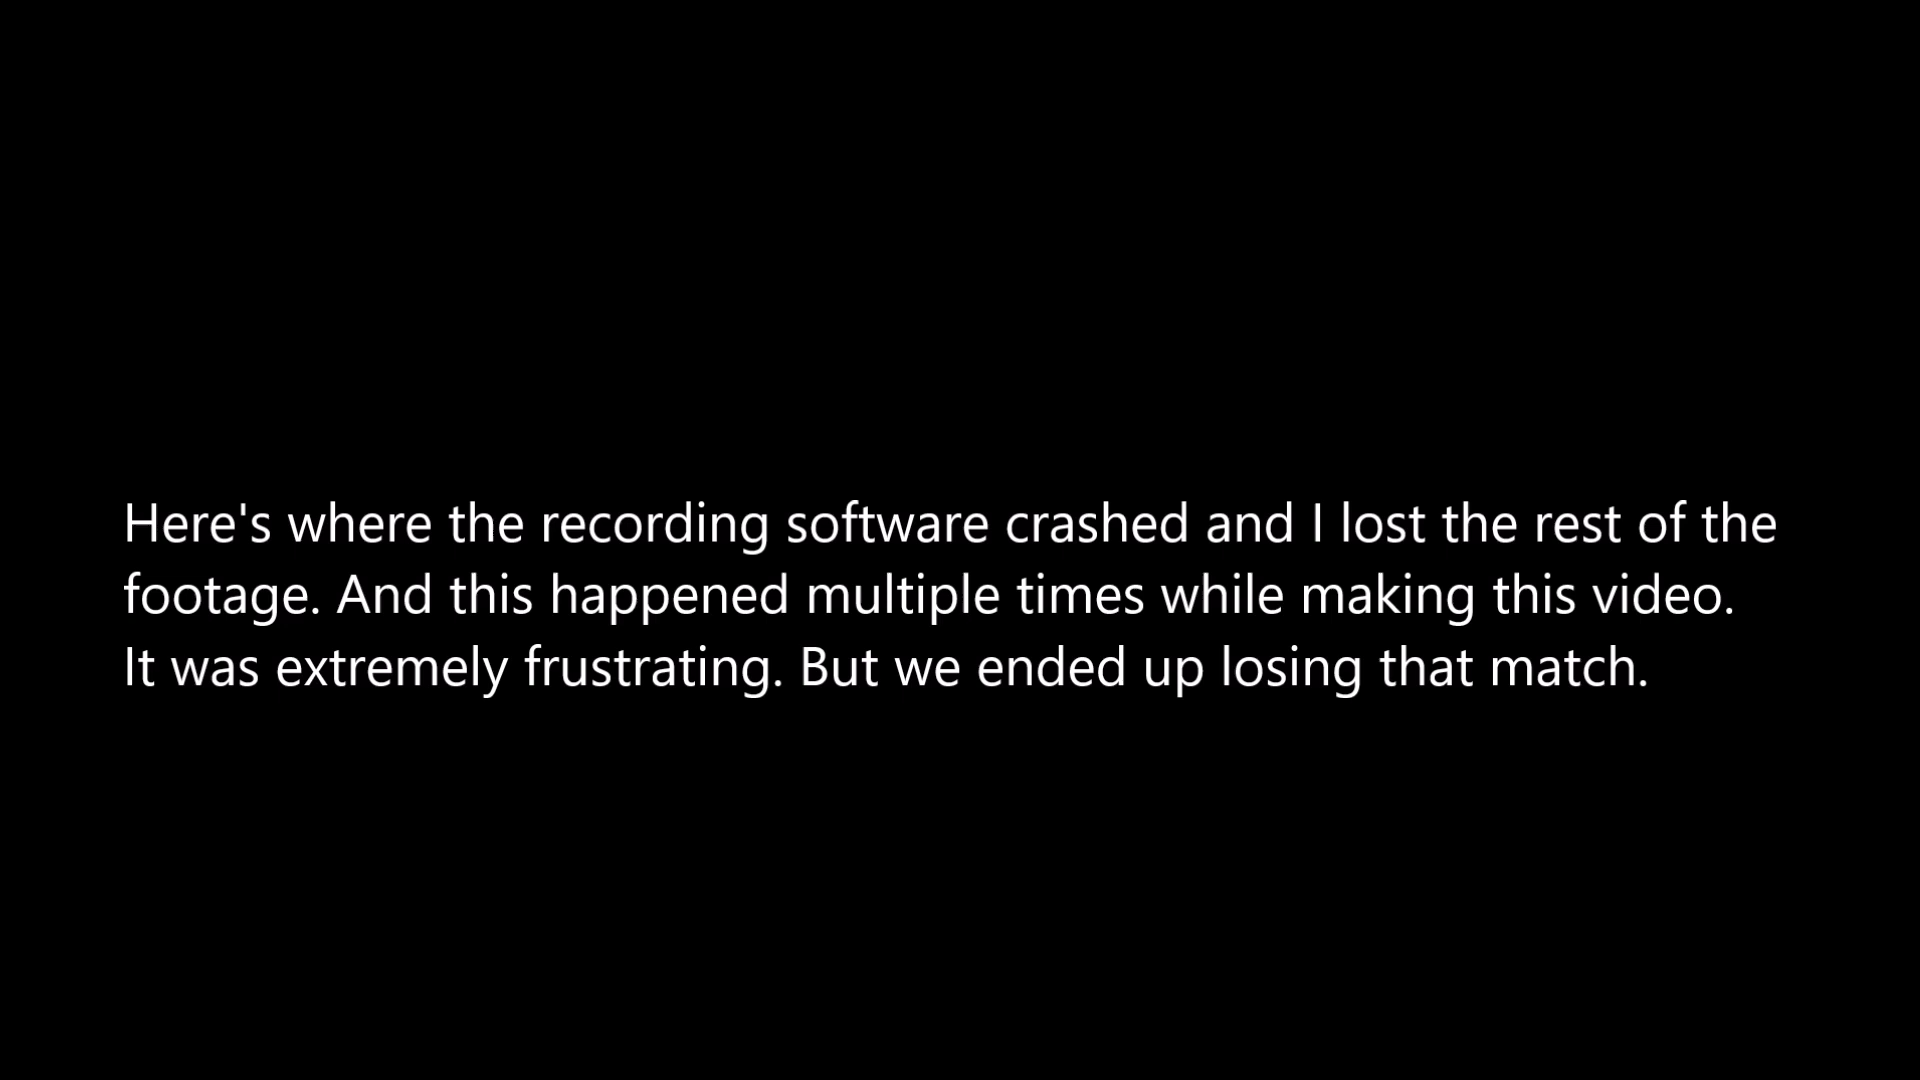 Here's where the recording software crashed and I lost the rest of the
footage. And this happened multiple times while making this video.
It was extremely frustrating. But we ended up losing that match.